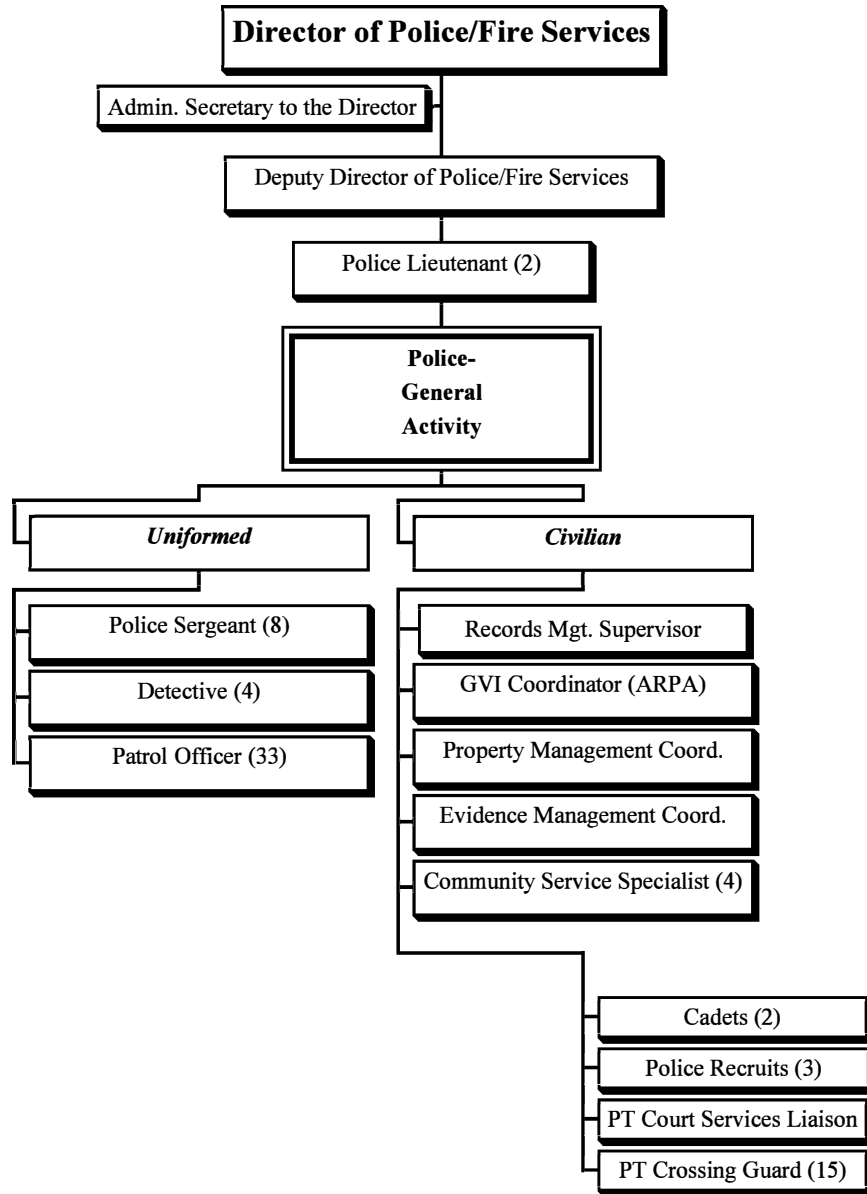 Director of Police/Fire Services
Admin. Secretary to the Director
Deputy Director of Police/Fire Services
Police Lieutenant (2)
Police-
General
Activity
Uniformed
Police Sergeant (8)
Detective (4)
Patrol Officer (33)
Civilian
Records Mgt. Supervisor
GVI Coordinator (ARPA)
Property Management Coord.
Evidence Management Coord.
Community Service Specialist (4)
Cadets (2)
Police Recruits (3)
PT Court Services Liaison
PT Crossing Guard (15)